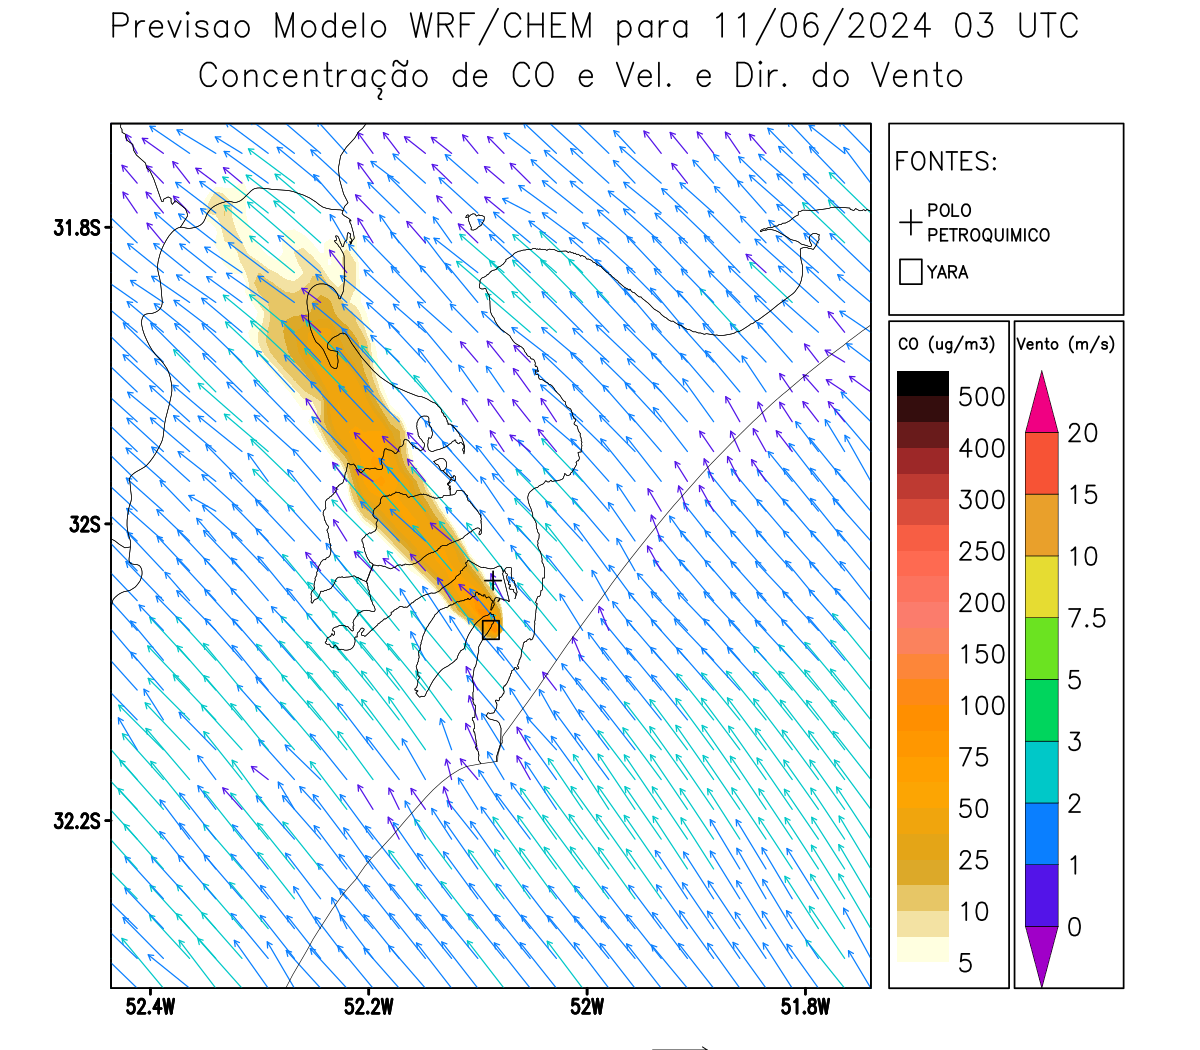 Previsao Modelo WRF/CHEM para 11/06/2024 03 UTC
Concentração de CO e Vel. e Dir. do Vento
FONTES:
POLO
PETROQUIMICO
YARA
31.8S
32S
32.2S
52.4W
52.2W
52W
51.8W
CO (ug/m3)
500
400
300
250
200
150
100
75
50
25
10
5
Vento (m/s)
20
15
10
7.5
5
3
2
1
0